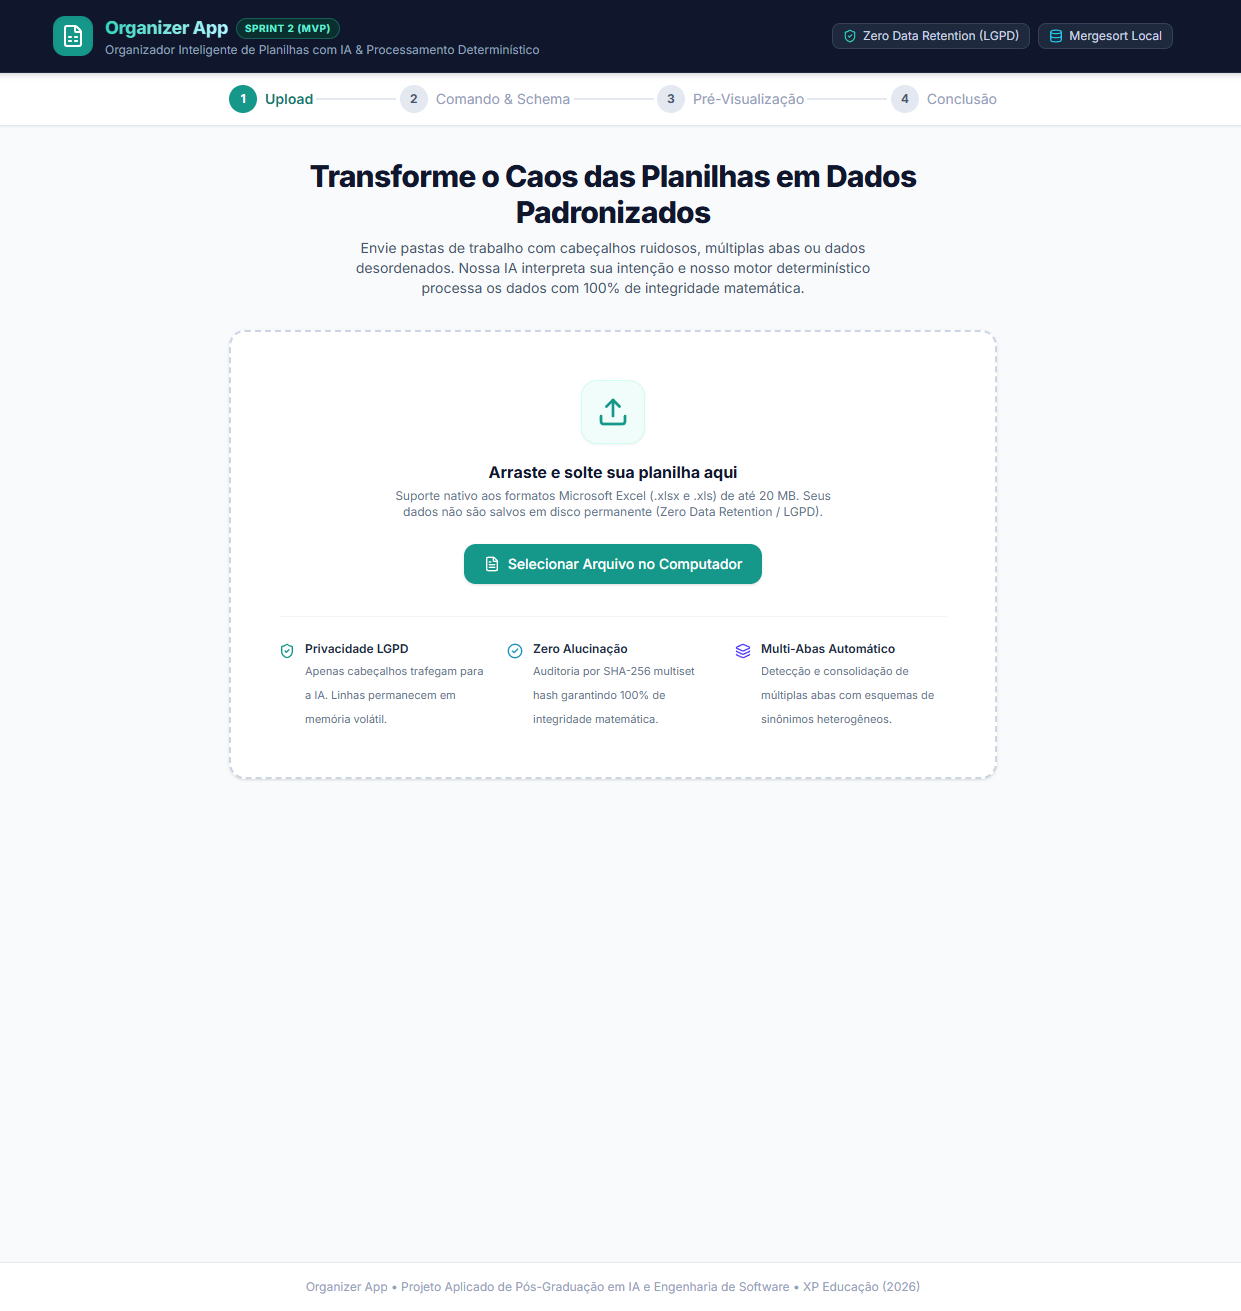 Organizer App SPRINT 2 (MVP)
Organizador Inteligente de Planilhas com IA & Processamento Determinístico
Zero Data Retention (LGPD)
Mergesort Local
1 Upload
2 Comando & Schema
3 Pré-Visualização
4 Conclusão
Transforme o Caos das Planilhas em Dados
Padronizados
Envie pastas de trabalho com cabeçalhos ruidosos, múltiplas abas ou dados
desordenados. Nossa IA interpreta sua intenção e nosso motor determinístico
processa os dados com 100% de integridade matemática.
Arraste e solte sua planilha aqui
Suporte nativo aos formatos Microsoft Excel (.xlsx e .xls) de até 20 MB. Seus
dados não são salvos em disco permanente (Zero Data Retention / LGPD).
Selecionar Arquivo no Computador
Privacidade LGPD
Apenas cabeçalhos trafegam para
a IA. Linhas permanecem em
memória volátil.
Zero Alucinação
Auditoria por SHA-256 multiset
hash garantindo 100% de
integridade matemática.
Multi-Abas Automático
Detecção e consolidação de
múltiplas abas com esquemas de
sinônimos heterogêneos.
Organizer App • Projeto Aplicado de Pós-Graduação em IA e Engenharia de Software • XP Educação (2026)